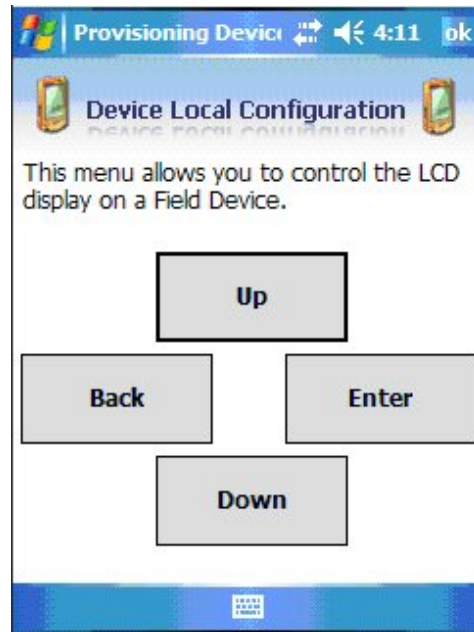 Provisioning Device 4:11 ok
Device Local Configuration
This menu allows you to control the LCD
display on a Field Device.
Up
Back Enter
Down